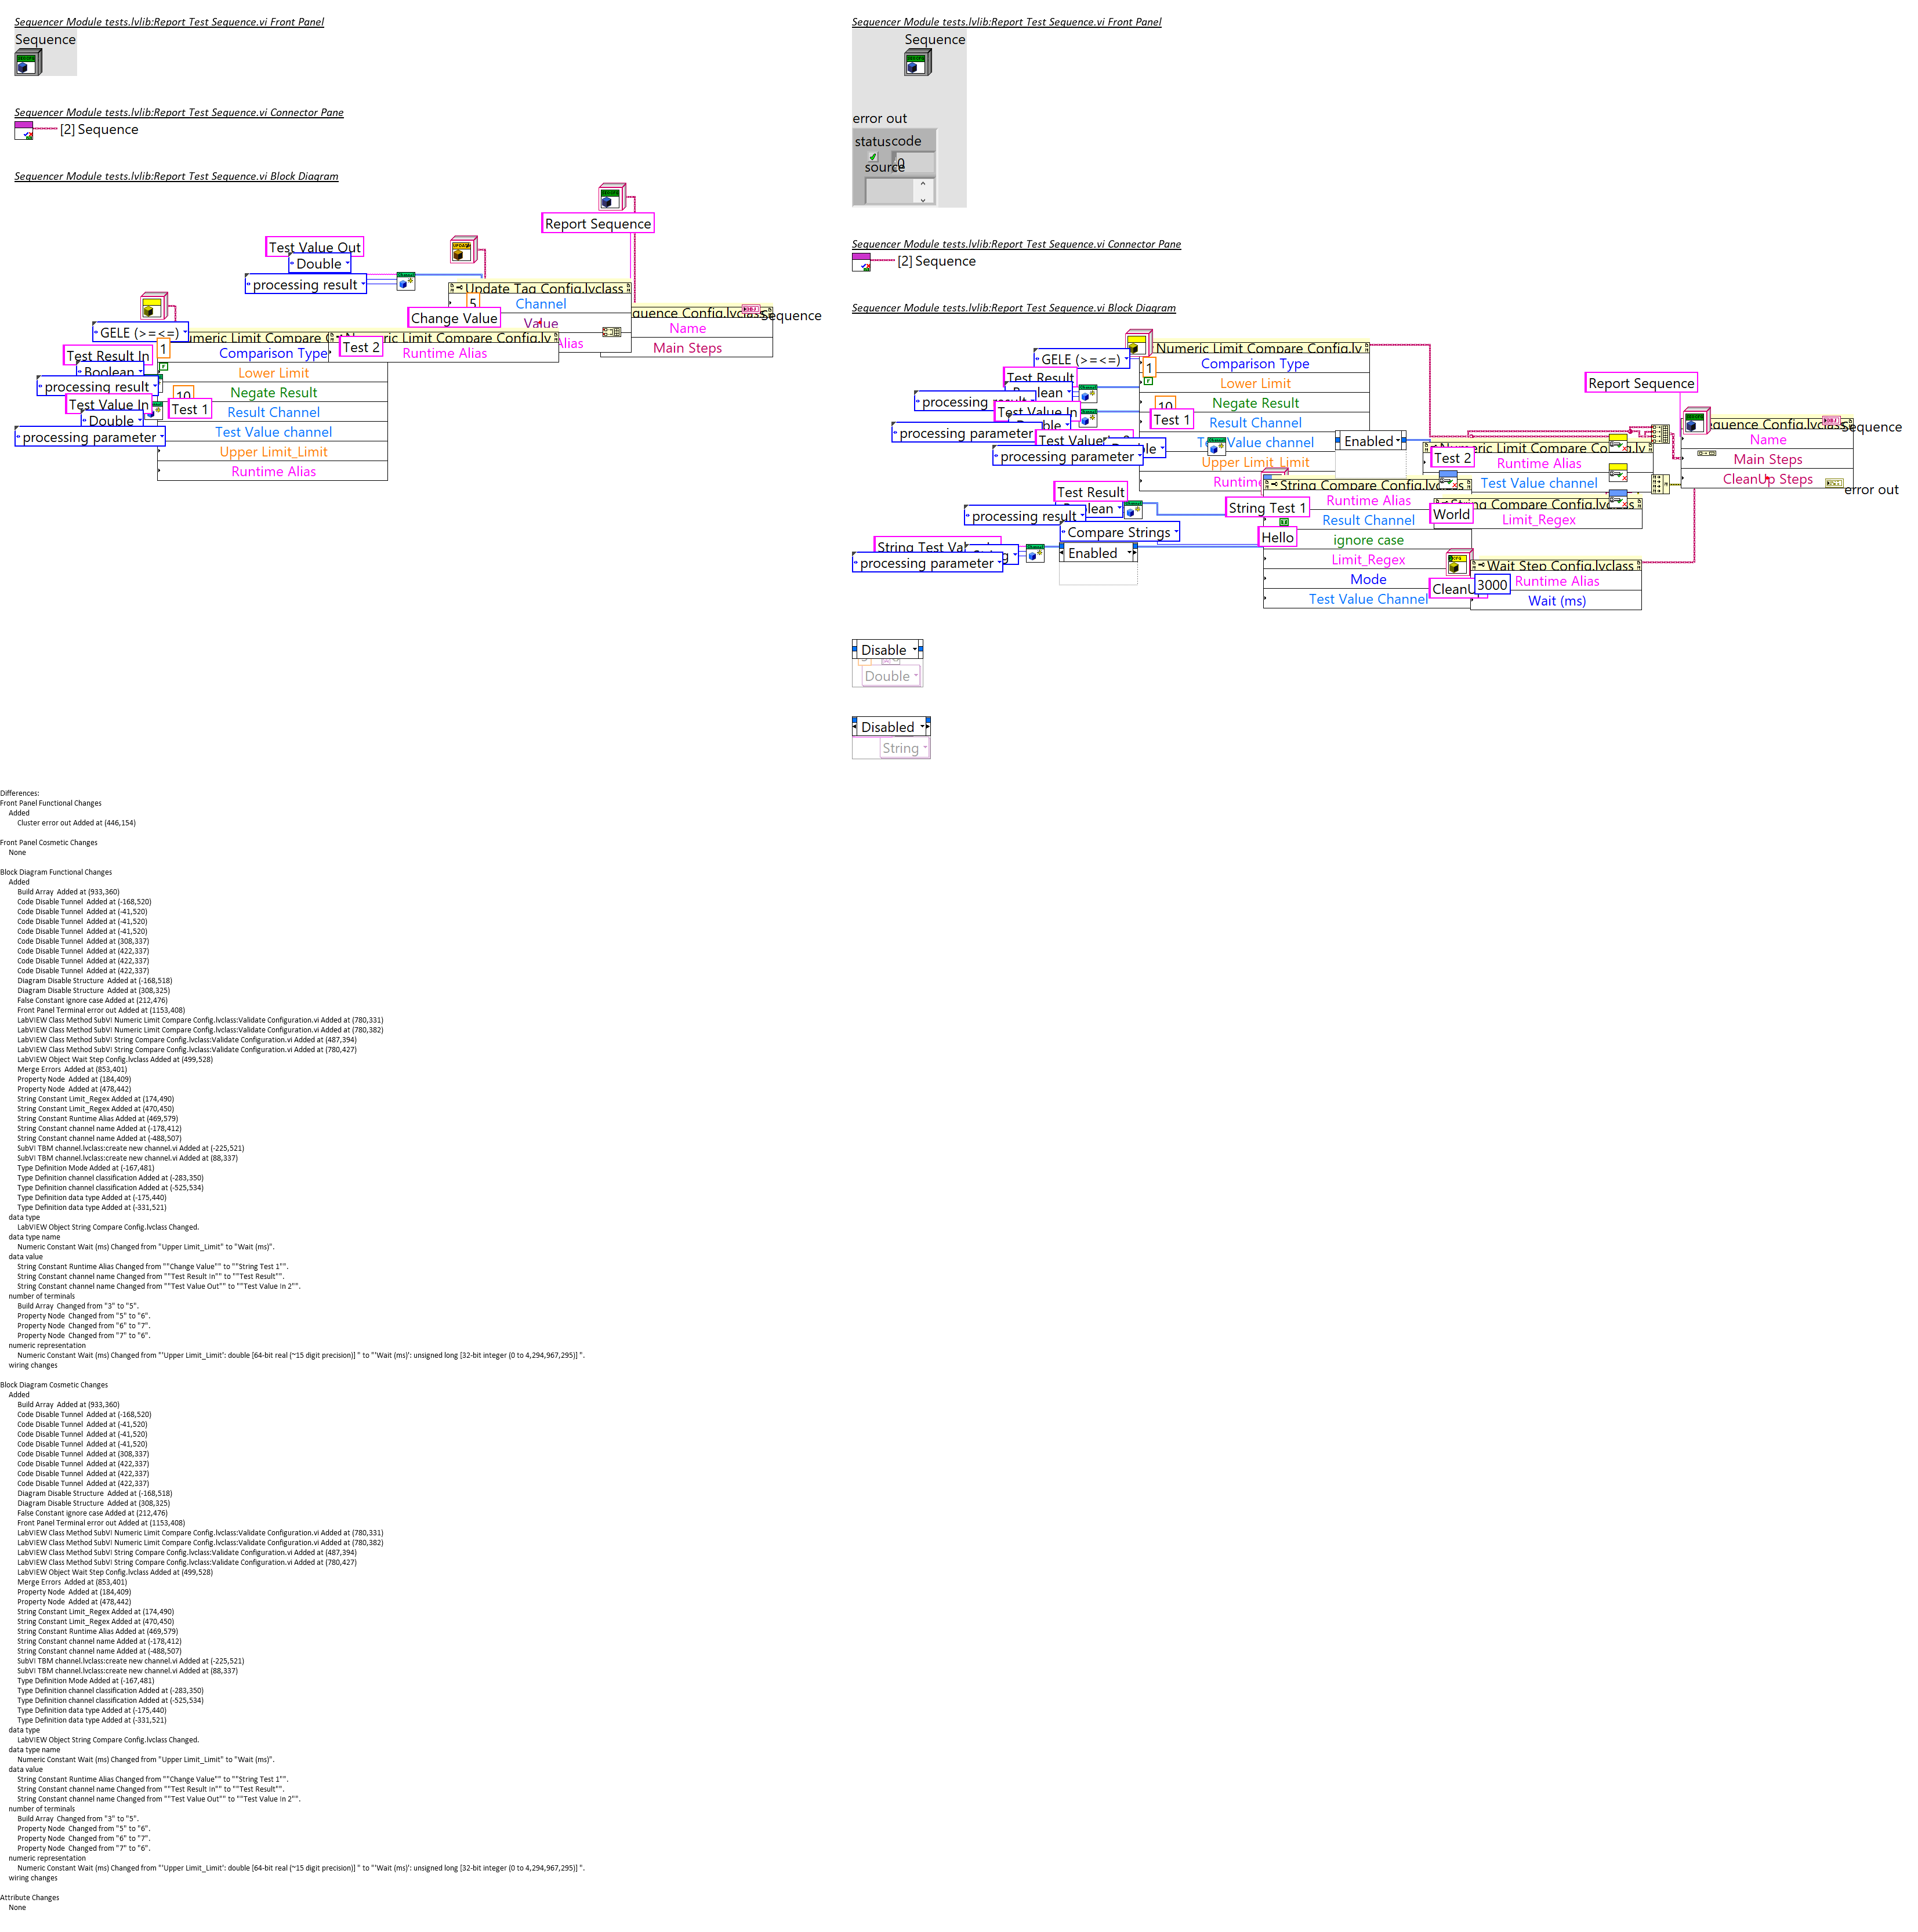 Sequencer Module tests.lvlib:Report Test Sequence.vi Front Panel
Sequence
Sequencer Module tests.lvlib:Report Test Sequence.vi Connector Pane
[2] Sequence
Sequencer Module tests.lvlib:Report Test Sequence.vi Block Diagram
Report Sequence
Test Value Out
Double
processing result
Update Tag Config.lvclass
5
Channel
Change Value
Value
quence Config.lvclass
Sequence
Name
Main Steps
GELE (>=<=)
umeric Limit Compare C
Numeric Limit Compare Config.lv
Test 2
Runtime Alias
Alias
1
Test Result In
Comparison Type
Boolean
Lower Limit
processing result
10
Negate Result
Test Value In
Test 1
Result Channel
Double
Test Value channel
processing parameter
Upper Limit_Limit
Runtime Alias
Sequencer Module tests.lvlib:Report Test Sequence.vi Front Panel
Sequence
error out
status code
0
source
Sequencer Module tests.lvlib:Report Test Sequence.vi Connector Pane
[2] Sequence
Sequencer Module tests.lvlib:Report Test Sequence.vi Block Diagram
GELE (>=<=)
Numeric Limit Compare Config.lv
1
Comparison Type
Test Result
Lower Limit
olean
processing resul
10
Negate Result
Test Value In
Test 1
Result Channel
processing parameter
Value channel
Enabled
processing parameter
Upper Limit_Limit
Report Sequence
quence Config.lvclass
Sequence
Name
Main Steps
CleanUp Steps
error out
Test 2
Runtime Alias
Test Value channel
String Compare Config.lvclass
Test Result
String Test 1
Runtime Alias
World
Limit_Regex
processing result
lean
Result Channel
Compare Strings
Hello
ignore case
String Test Val
Enabled
Limit_Regex
processing parameter
Mode
Test Value Channel
Wait Step Config.lvclass
CleanU
3000
Runtime Alias
Wait (ms)
Disable
Double
Disabled
String
Differences:
Front Panel Functional Changes
Added
Cluster error out Added at (446,154)
Front Panel Cosmetic Changes
None
Block Diagram Functional Changes
Added
Build Array  Added at (933,360)
Code Disable Tunnel  Added at (-168,520)
Code Disable Tunnel  Added at (-41,520)
Code Disable Tunnel  Added at (-41,520)
Code Disable Tunnel  Added at (-41,520)
Code Disable Tunnel  Added at (308,337)
Code Disable Tunnel  Added at (422,337)
Code Disable Tunnel  Added at (422,337)
Code Disable Tunnel  Added at (422,337)
Diagram Disable Structure  Added at (-168,518)
Diagram Disable Structure  Added at (308,325)
False Constant ignore case Added at (212,476)
Front Panel Terminal error out Added at (1153,408)
LabVIEW Class Method SubVI Numeric Limit Compare Config.lvclass:Validate Configuration.vi Added at (780,331)
LabVIEW Class Method SubVI Numeric Limit Compare Config.lvclass:Validate Configuration.vi Added at (780,382)
LabVIEW Class Method SubVI String Compare Config.lvclass:Validate Configuration.vi Added at (487,394)
LabVIEW Class Method SubVI String Compare Config.lvclass:Validate Configuration.vi Added at (780,427)
LabVIEW Object Wait Step Config.lvclass Added at (499,528)
Merge Errors  Added at (853,401)
Property Node  Added at (184,409)
Property Node  Added at (478,442)
String Constant Limit_Regex Added at (174,490)
String Constant Limit_Regex Added at (470,450)
String Constant Runtime Alias Added at (469,579)
String Constant channel name Added at (-178,412)
String Constant channel name Added at (-488,507)
SubVI TBM channel.lvclass:create new channel.vi Added at (-225,521)
SubVI TBM channel.lvclass:create new channel.vi Added at (88,337)
Type Definition Mode Added at (-167,481)
Type Definition channel classification Added at (-283,350)
Type Definition channel classification Added at (-525,534)
Type Definition data type Added at (-175,440)
Type Definition data type Added at (-331,521)
data type
LabVIEW Object String Compare Config.lvclass Changed.
data type name
Numeric Constant Wait (ms) Changed from "Upper Limit_Limit" to "Wait (ms)".
data value
String Constant Runtime Alias Changed from ""Change Value"" to ""String Test 1"".
String Constant channel name Changed from ""Test Result In"" to ""Test Result"".
String Constant channel name Changed from ""Test Value Out"" to ""Test Value In 2"".
number of terminals
Build Array  Changed from "3" to "5".
Property Node  Changed from "5" to "6".
Property Node  Changed from "6" to "7".
Property Node  Changed from "7" to "6".
numeric representation
Numeric Constant Wait (ms) Changed from "'Upper Limit_Limit': double [64-bit real (~15 digit precision)] " to "'Wait (ms)': unsigned long [32-bit integer (0 to 4,294,967,295)] ".
wiring changes
Block Diagram Cosmetic Changes
Added
Build Array  Added at (933,360)
Code Disable Tunnel  Added at (-168,520)
Code Disable Tunnel  Added at (-41,520)
Code Disable Tunnel  Added at (-41,520)
Code Disable Tunnel  Added at (-41,520)
Code Disable Tunnel  Added at (308,337)
Code Disable Tunnel  Added at (422,337)
Code Disable Tunnel  Added at (422,337)
Code Disable Tunnel  Added at (422,337)
Diagram Disable Structure  Added at (-168,518)
Diagram Disable Structure  Added at (308,325)
False Constant ignore case Added at (212,476)
Front Panel Terminal error out Added at (1153,408)
LabVIEW Class Method SubVI Numeric Limit Compare Config.lvclass:Validate Configuration.vi Added at (780,331)
LabVIEW Class Method SubVI Numeric Limit Compare Config.lvclass:Validate Configuration.vi Added at (780,382)
LabVIEW Class Method SubVI String Compare Config.lvclass:Validate Configuration.vi Added at (487,394)
LabVIEW Class Method SubVI String Compare Config.lvclass:Validate Configuration.vi Added at (780,427)
LabVIEW Object Wait Step Config.lvclass Added at (499,528)
Merge Errors  Added at (853,401)
Property Node  Added at (184,409)
Property Node  Added at (478,442)
String Constant Limit_Regex Added at (174,490)
String Constant Limit_Regex Added at (470,450)
String Constant Runtime Alias Added at (469,579)
String Constant channel name Added at (-178,412)
String Constant channel name Added at (-488,507)
SubVI TBM channel.lvclass:create new channel.vi Added at (-225,521)
SubVI TBM channel.lvclass:create new channel.vi Added at (88,337)
Type Definition Mode Added at (-167,481)
Type Definition channel classification Added at (-283,350)
Type Definition channel classification Added at (-525,534)
Type Definition data type Added at (-175,440)
Type Definition data type Added at (-331,521)
data type
LabVIEW Object String Compare Config.lvclass Changed.
data type name
Numeric Constant Wait (ms) Changed from "Upper Limit_Limit" to "Wait (ms)".
data value
String Constant Runtime Alias Changed from ""Change Value"" to ""String Test 1"".
String Constant channel name Changed from ""Test Result In"" to ""Test Result"".
String Constant channel name Changed from ""Test Value Out"" to ""Test Value In 2"".
number of terminals
Build Array  Changed from "3" to "5".
Property Node  Changed from "5" to "6".
Property Node  Changed from "6" to "7".
Property Node  Changed from "7" to "6".
numeric representation
Numeric Constant Wait (ms) Changed from "'Upper Limit_Limit': double [64-bit real (~15 digit precision)] " to "'Wait (ms)': unsigned long [32-bit integer (0 to 4,294,967,295)] ".
wiring changes
Attribute Changes
None